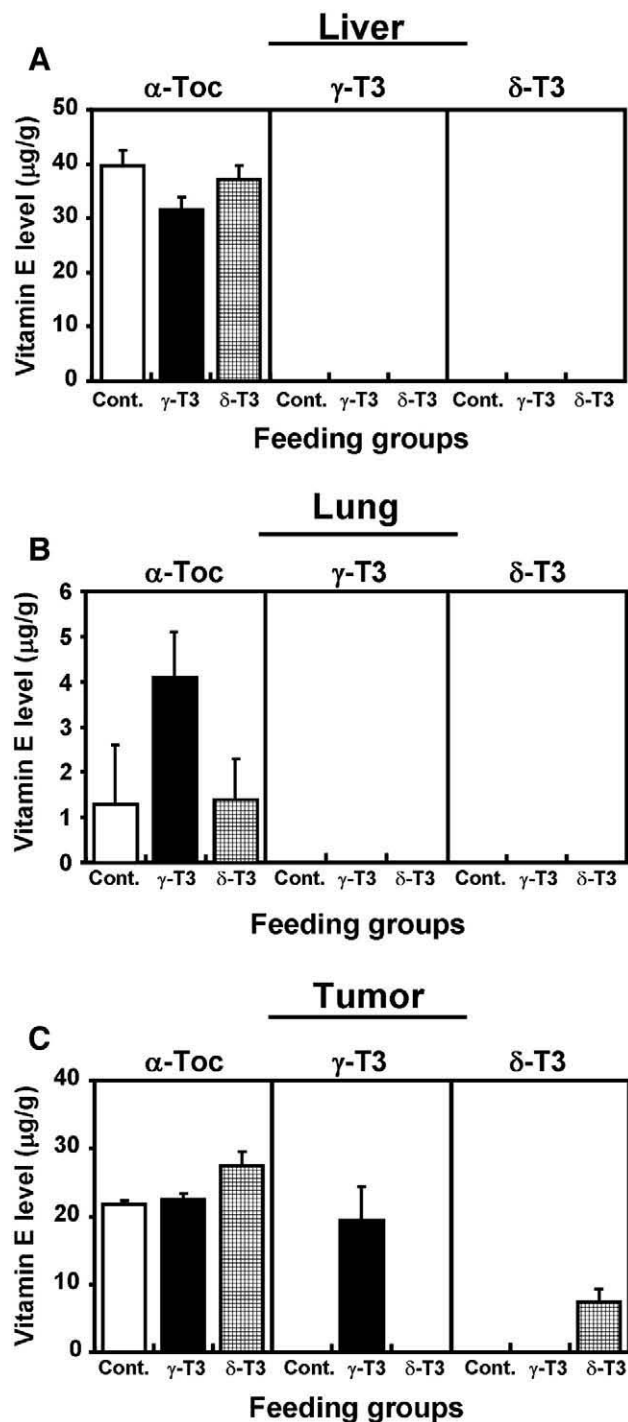 Liver
A
α-Toc γ-T3 δ-T3
Vitamin E level (µg/g)
50
40
30
20
10
0
Cont. γ-T3 δ-T3 Cont. γ-T3 δ-T3 Cont. γ-T3 δ-T3
Feeding groups
Lung
B
α-Toc γ-T3 δ-T3
Vitamin E level (µg/g)
6
5
4
3
2
1
0
Cont. γ-T3 δ-T3 Cont. γ-T3 δ-T3 Cont. γ-T3 δ-T3
Feeding groups
Tumor
C
α-Toc γ-T3 δ-T3
Vitamin E level (µg/g)
40
30
20
10
0
Cont. γ-T3 δ-T3 Cont. γ-T3 δ-T3 Cont. γ-T3 δ-T3
Feeding groups